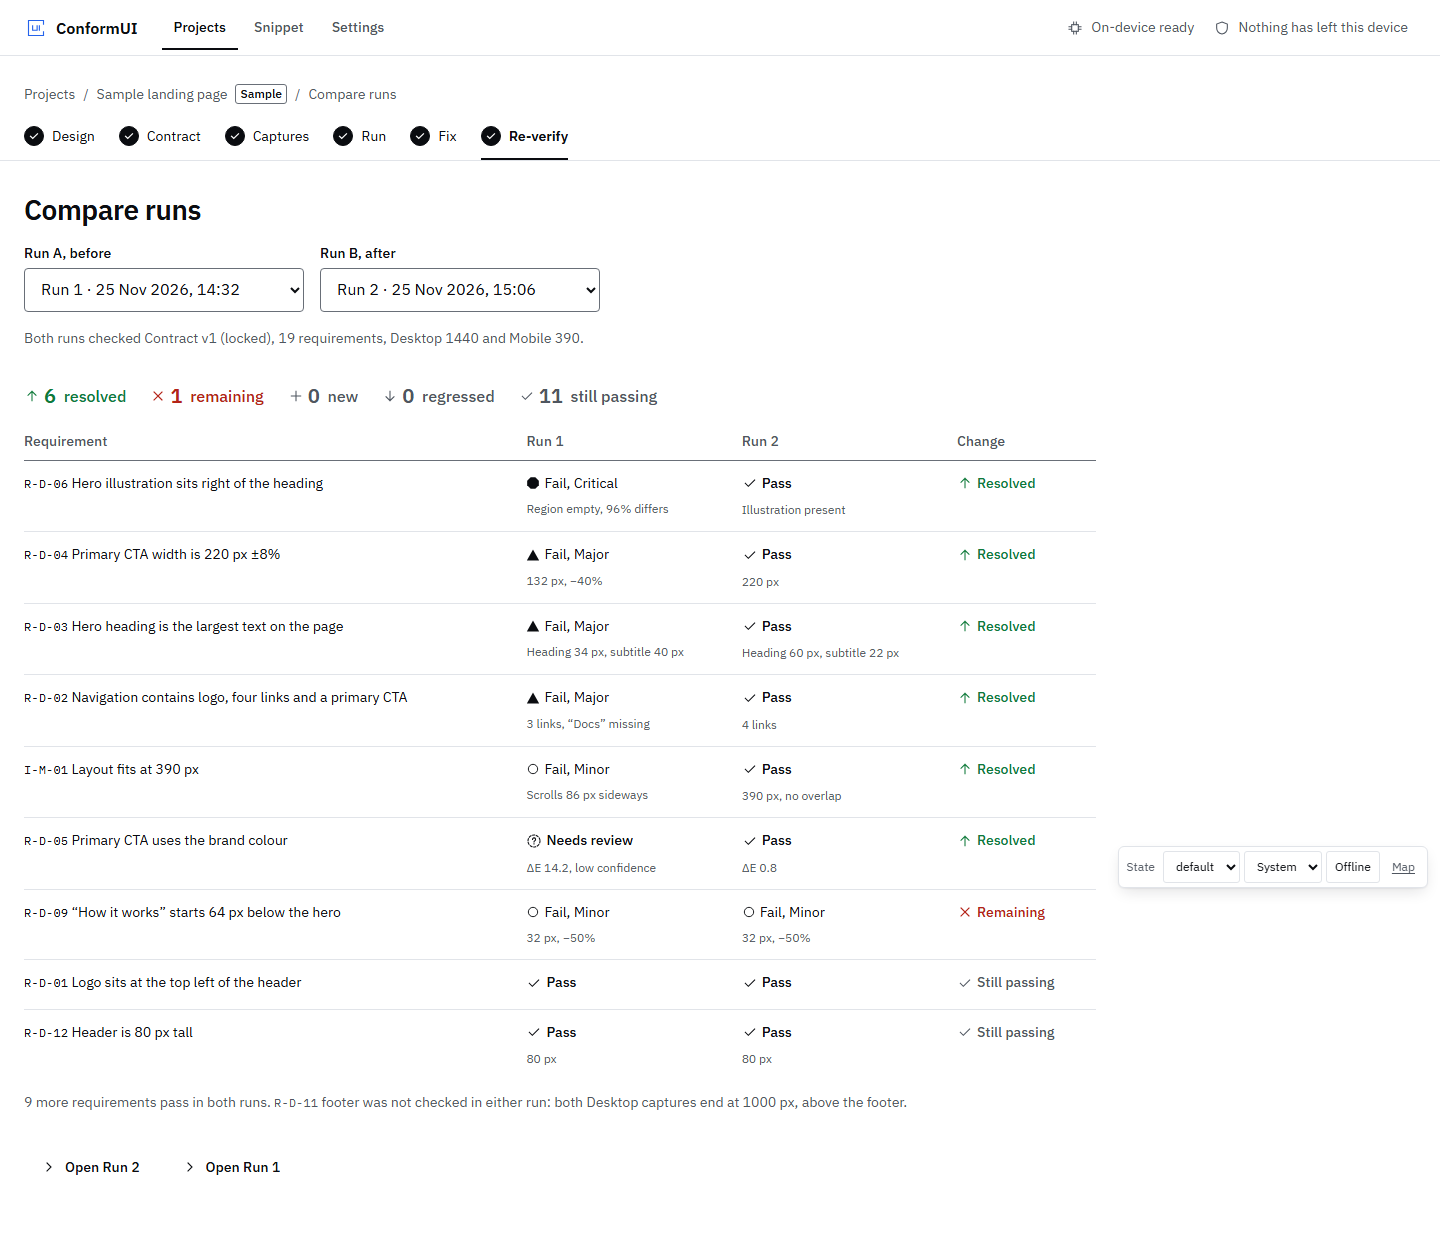 UI ConformUI Projects Snippet Settings On-device ready Nothing has left this device
Projects / Sample landing page Sample / Compare runs
Design Contract Captures Run Fix Re-verify
Compare runs
Run A, before Run B, after
Run 1 · 25 Nov 2026, 14:32 Run 2 · 25 Nov 2026, 15:06
Both runs checked Contract v1 (locked), 19 requirements, Desktop 1440 and Mobile 390.
6 resolved 1 remaining 0 new 0 regressed 11 still passing
Requirement Run 1 Run 2 Change
R-D-06 Hero illustration sits right of the heading Fail, Critical Pass Resolved
Region empty, 96% differs Illustration present
R-D-04 Primary CTA width is 220 px ±8% Fail, Major Pass Resolved
132 px, −40% 220 px
R-D-03 Hero heading is the largest text on the page Fail, Major Pass Resolved
Heading 34 px, subtitle 40 px Heading 60 px, subtitle 22 px
R-D-02 Navigation contains logo, four links and a primary CTA Fail, Major Pass Resolved
3 links, “Docs” missing 4 links
I-M-01 Layout fits at 390 px Fail, Minor Pass Resolved
Scrolls 86 px sideways 390 px, no overlap
R-D-05 Primary CTA uses the brand colour Needs review Pass Resolved
ΔE 14.2, low confidence ΔE 0.8
State default System Offline Map
R-D-09 “How it works” starts 64 px below the hero Fail, Minor Fail, Minor Remaining
32 px, −50% 32 px, −50%
R-D-01 Logo sits at the top left of the header Pass Pass Still passing
R-D-12 Header is 80 px tall Pass Pass Still passing
80 px 80 px
9 more requirements pass in both runs. R-D-11 footer was not checked in either run: both Desktop captures end at 1000 px, above the footer.
Open Run 2 Open Run 1